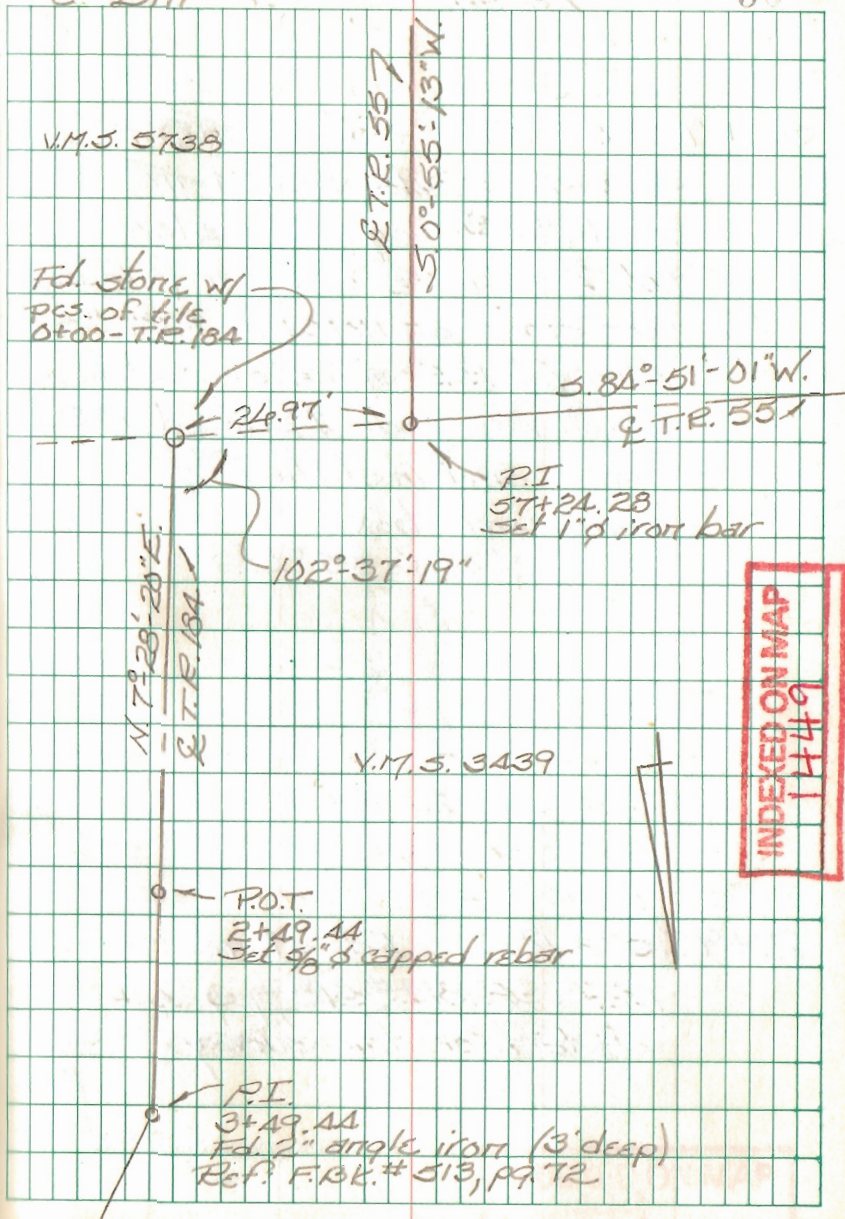 ℄ T.R. 55
S.0°-55'-13"W.
V.M.S. 5738
Fd. stone w/
pcs. of tile
0+00 - T.R. 184
24.97'
S.84°-51'-01"W.
℄ T.R. 55
P.I.
57+24.28
Set 1"ø iron bar
102°-37'-19"
N.7°-28'-20"E.
℄ T.R. 184
INDEXED ON MAP
1449
V.M.S. 3439
P.O.T.
2+49.44
Set 5/8"ø capped rebar
P.I.
3+49.44
Fd. 2" angle iron (3' deep)
Ref. F.BK.# 513, pg. 72